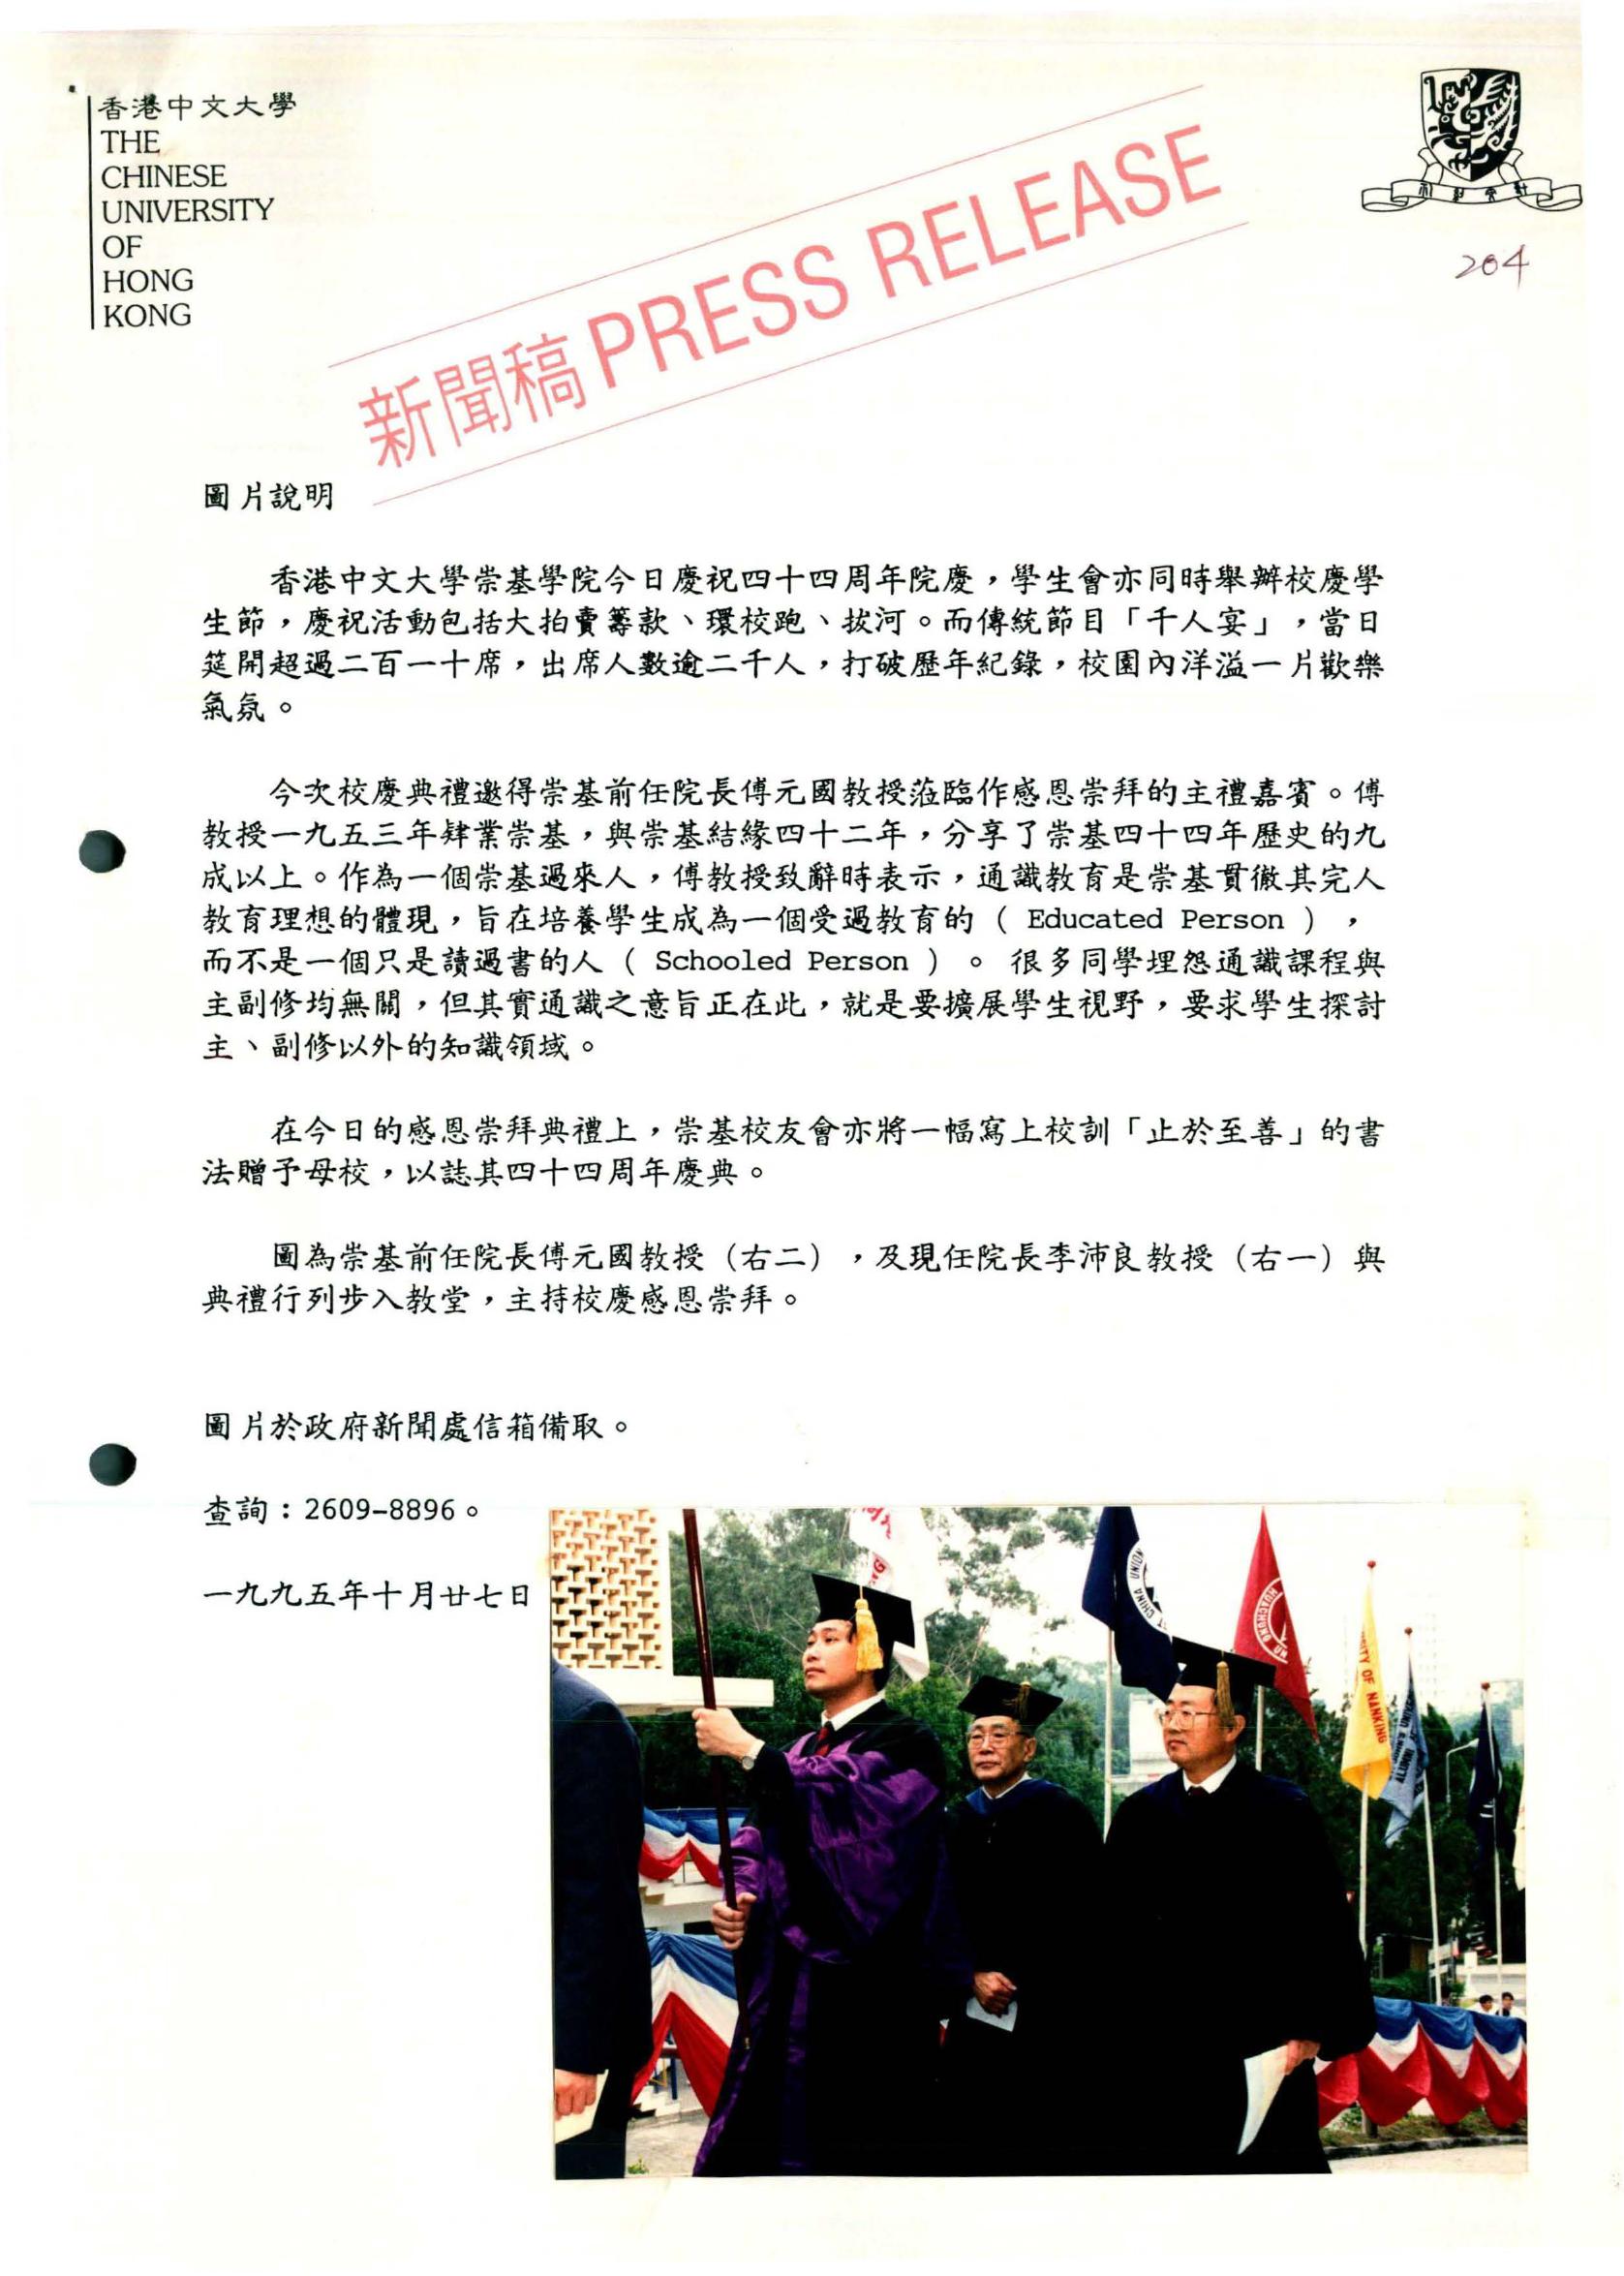 香港中文大學
THE
CHINESE
UNIVERSITY
OF
HONG
KONG
新聞稿 PRESS RELEASE
204
圖片說明
香港中文大學崇基學院今日慶祝四十四周年院慶，學生會亦同時舉辦校慶學
生節，慶祝活動包括大拍賣籌款、環校跑、拔河。而傳統節目「千人宴」，當日
筵開超過二百一十席，出席人數逾二千人，打破歷年紀錄，校園內洋溢一片歡樂
氣氛。
今次校慶典禮邀得崇基前任院長傅元國教授蒞臨作感恩崇拜的主禮嘉賓。傅
教授一九五三年肄業崇基，與崇基結緣四十二年，分享了崇基四十四年歷史的九
成以上。作為一個崇基過來人，傅教授致辭時表示，通識教育是崇基貫徹其完人
教育理想的體現，旨在培養學生成為一個受過教育的（ Educated Person ），
而不是一個只是讀過書的人（ Schooled Person ）。 很多同學埋怨通識課程與
主副修均無關，但其實通識之意旨正在此，就是要擴展學生視野，要求學生探討
主、副修以外的知識領域。
在今日的感恩崇拜典禮上，崇基校友會亦將一幅寫上校訓「止於至善」的書
法贈予母校，以誌其四十四周年慶典。
圖為崇基前任院長傅元國教授（右二），及現任院長李沛良教授（右一）與
典禮行列步入教堂，主持校慶感恩崇拜。
圖片於政府新聞處信箱備取。
查詢：2609-8896。
一九九五年十月廿七日
CHINA UNION
HUACHUNG
OF NANKING
ALUMNI